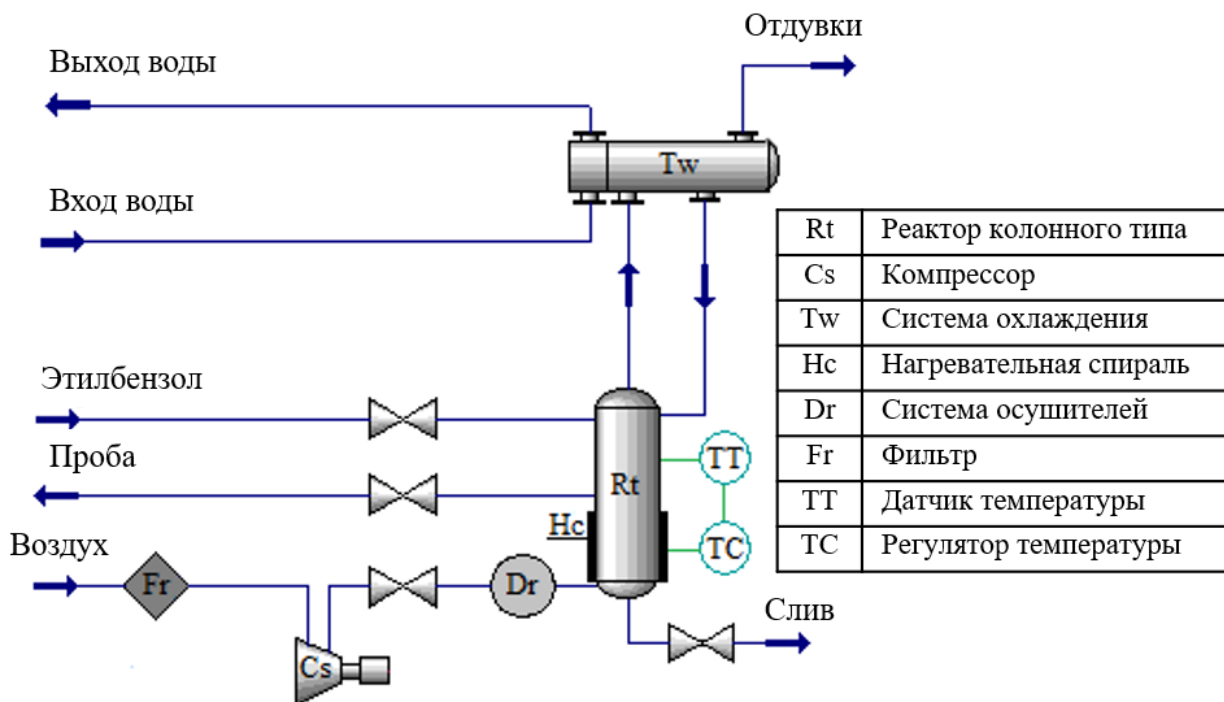 Отдувки
Выход воды
Tw
Вход воды
Rt Реактор колонного типа
Cs Компрессор
Tw Система охлаждения
Hc Нагревательная спираль
Dr Система осушителей
Fr Фильтр
TT Датчик температуры
TC Регулятор температуры
Этилбензол
Проба
TT
Rt
Hc
TC
Воздух
Fr
Dr
Слив
Cs